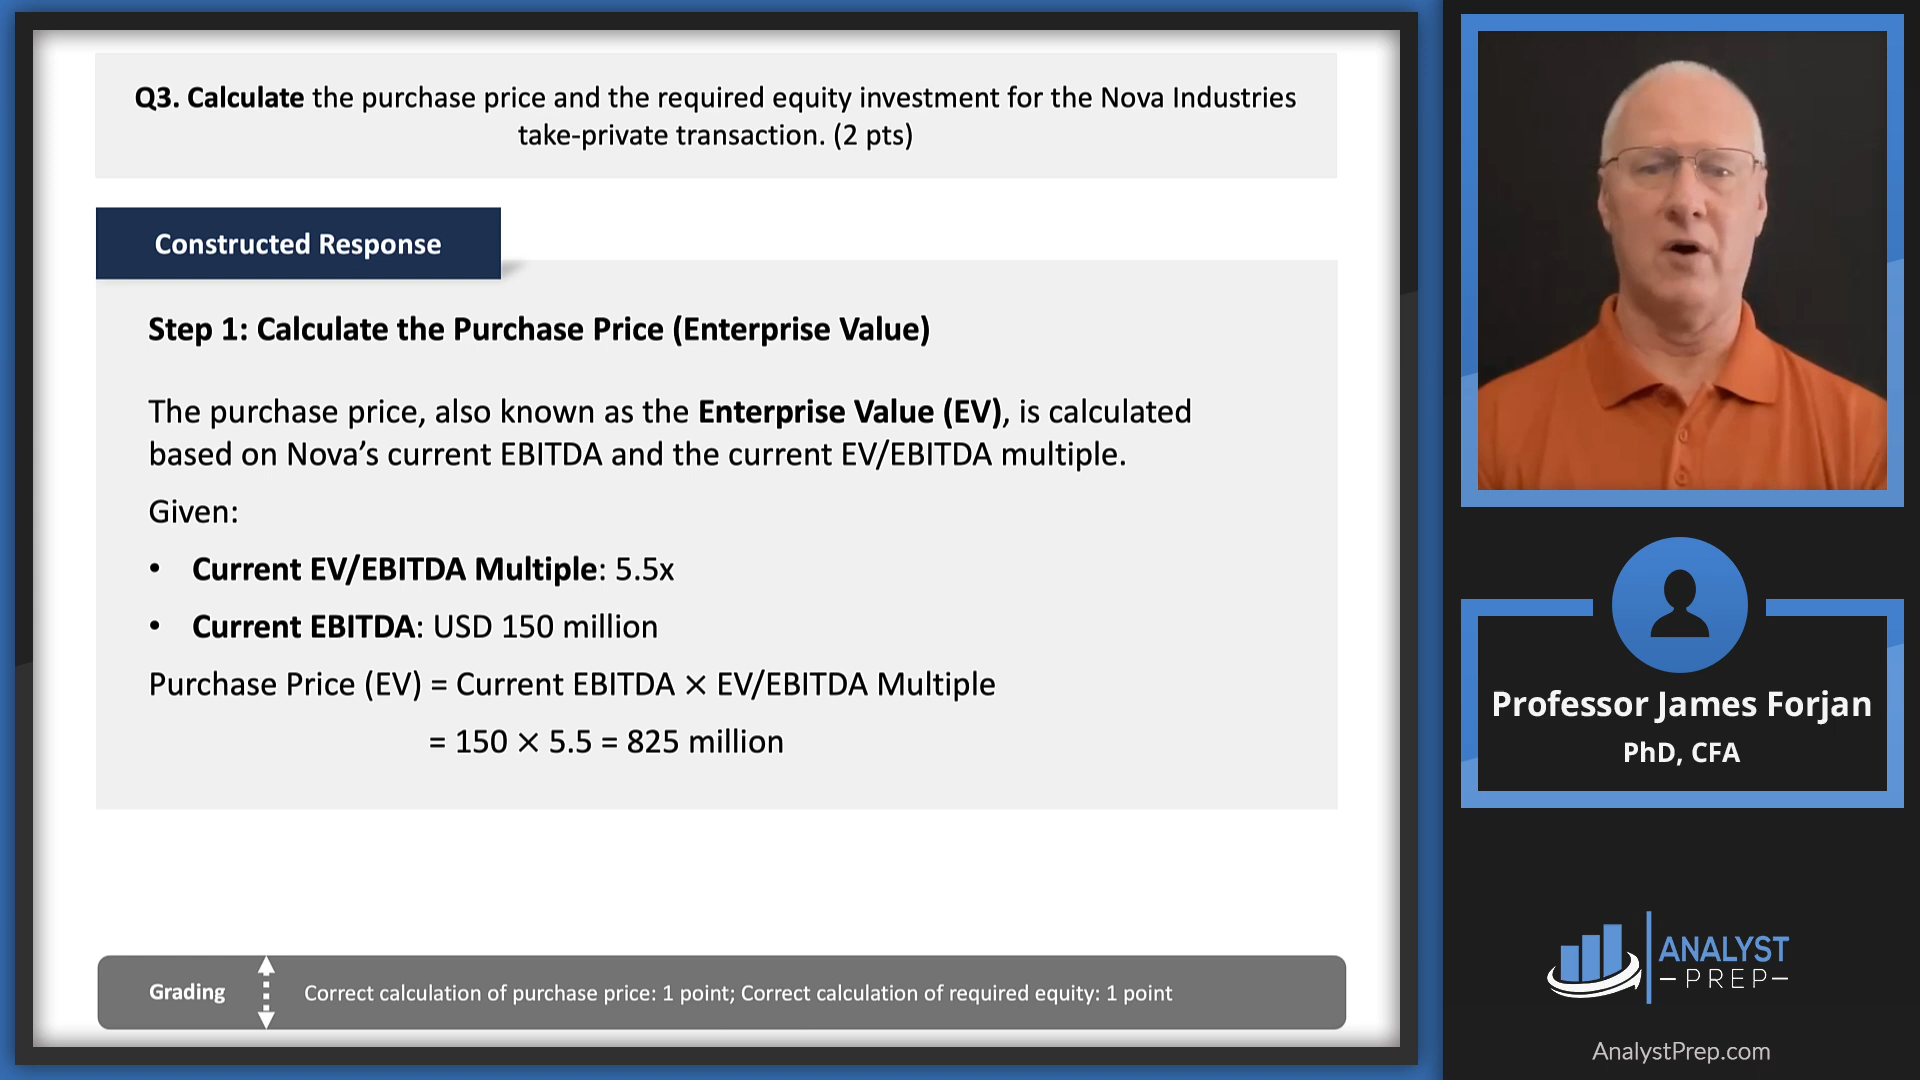 Q3. Calculate the purchase price and the required equity investment for the Nova Industries
take-private transaction. (2 pts)
Constructed Response
Step 1: Calculate the Purchase Price (Enterprise Value)
The purchase price, also known as the Enterprise Value (EV), is calculated
based on Nova’s current EBITDA and the current EV/EBITDA multiple.
Given:
• Current EV/EBITDA Multiple: 5.5x
• Current EBITDA: USD 150 million
Purchase Price (EV) = Current EBITDA × EV/EBITDA Multiple
= 150 × 5.5 = 825 million
Grading
Correct calculation of purchase price: 1 point; Correct calculation of required equity: 1 point
Professor James Forjan
PhD, CFA
ANALYST
–PREP–
AnalystPrep.com